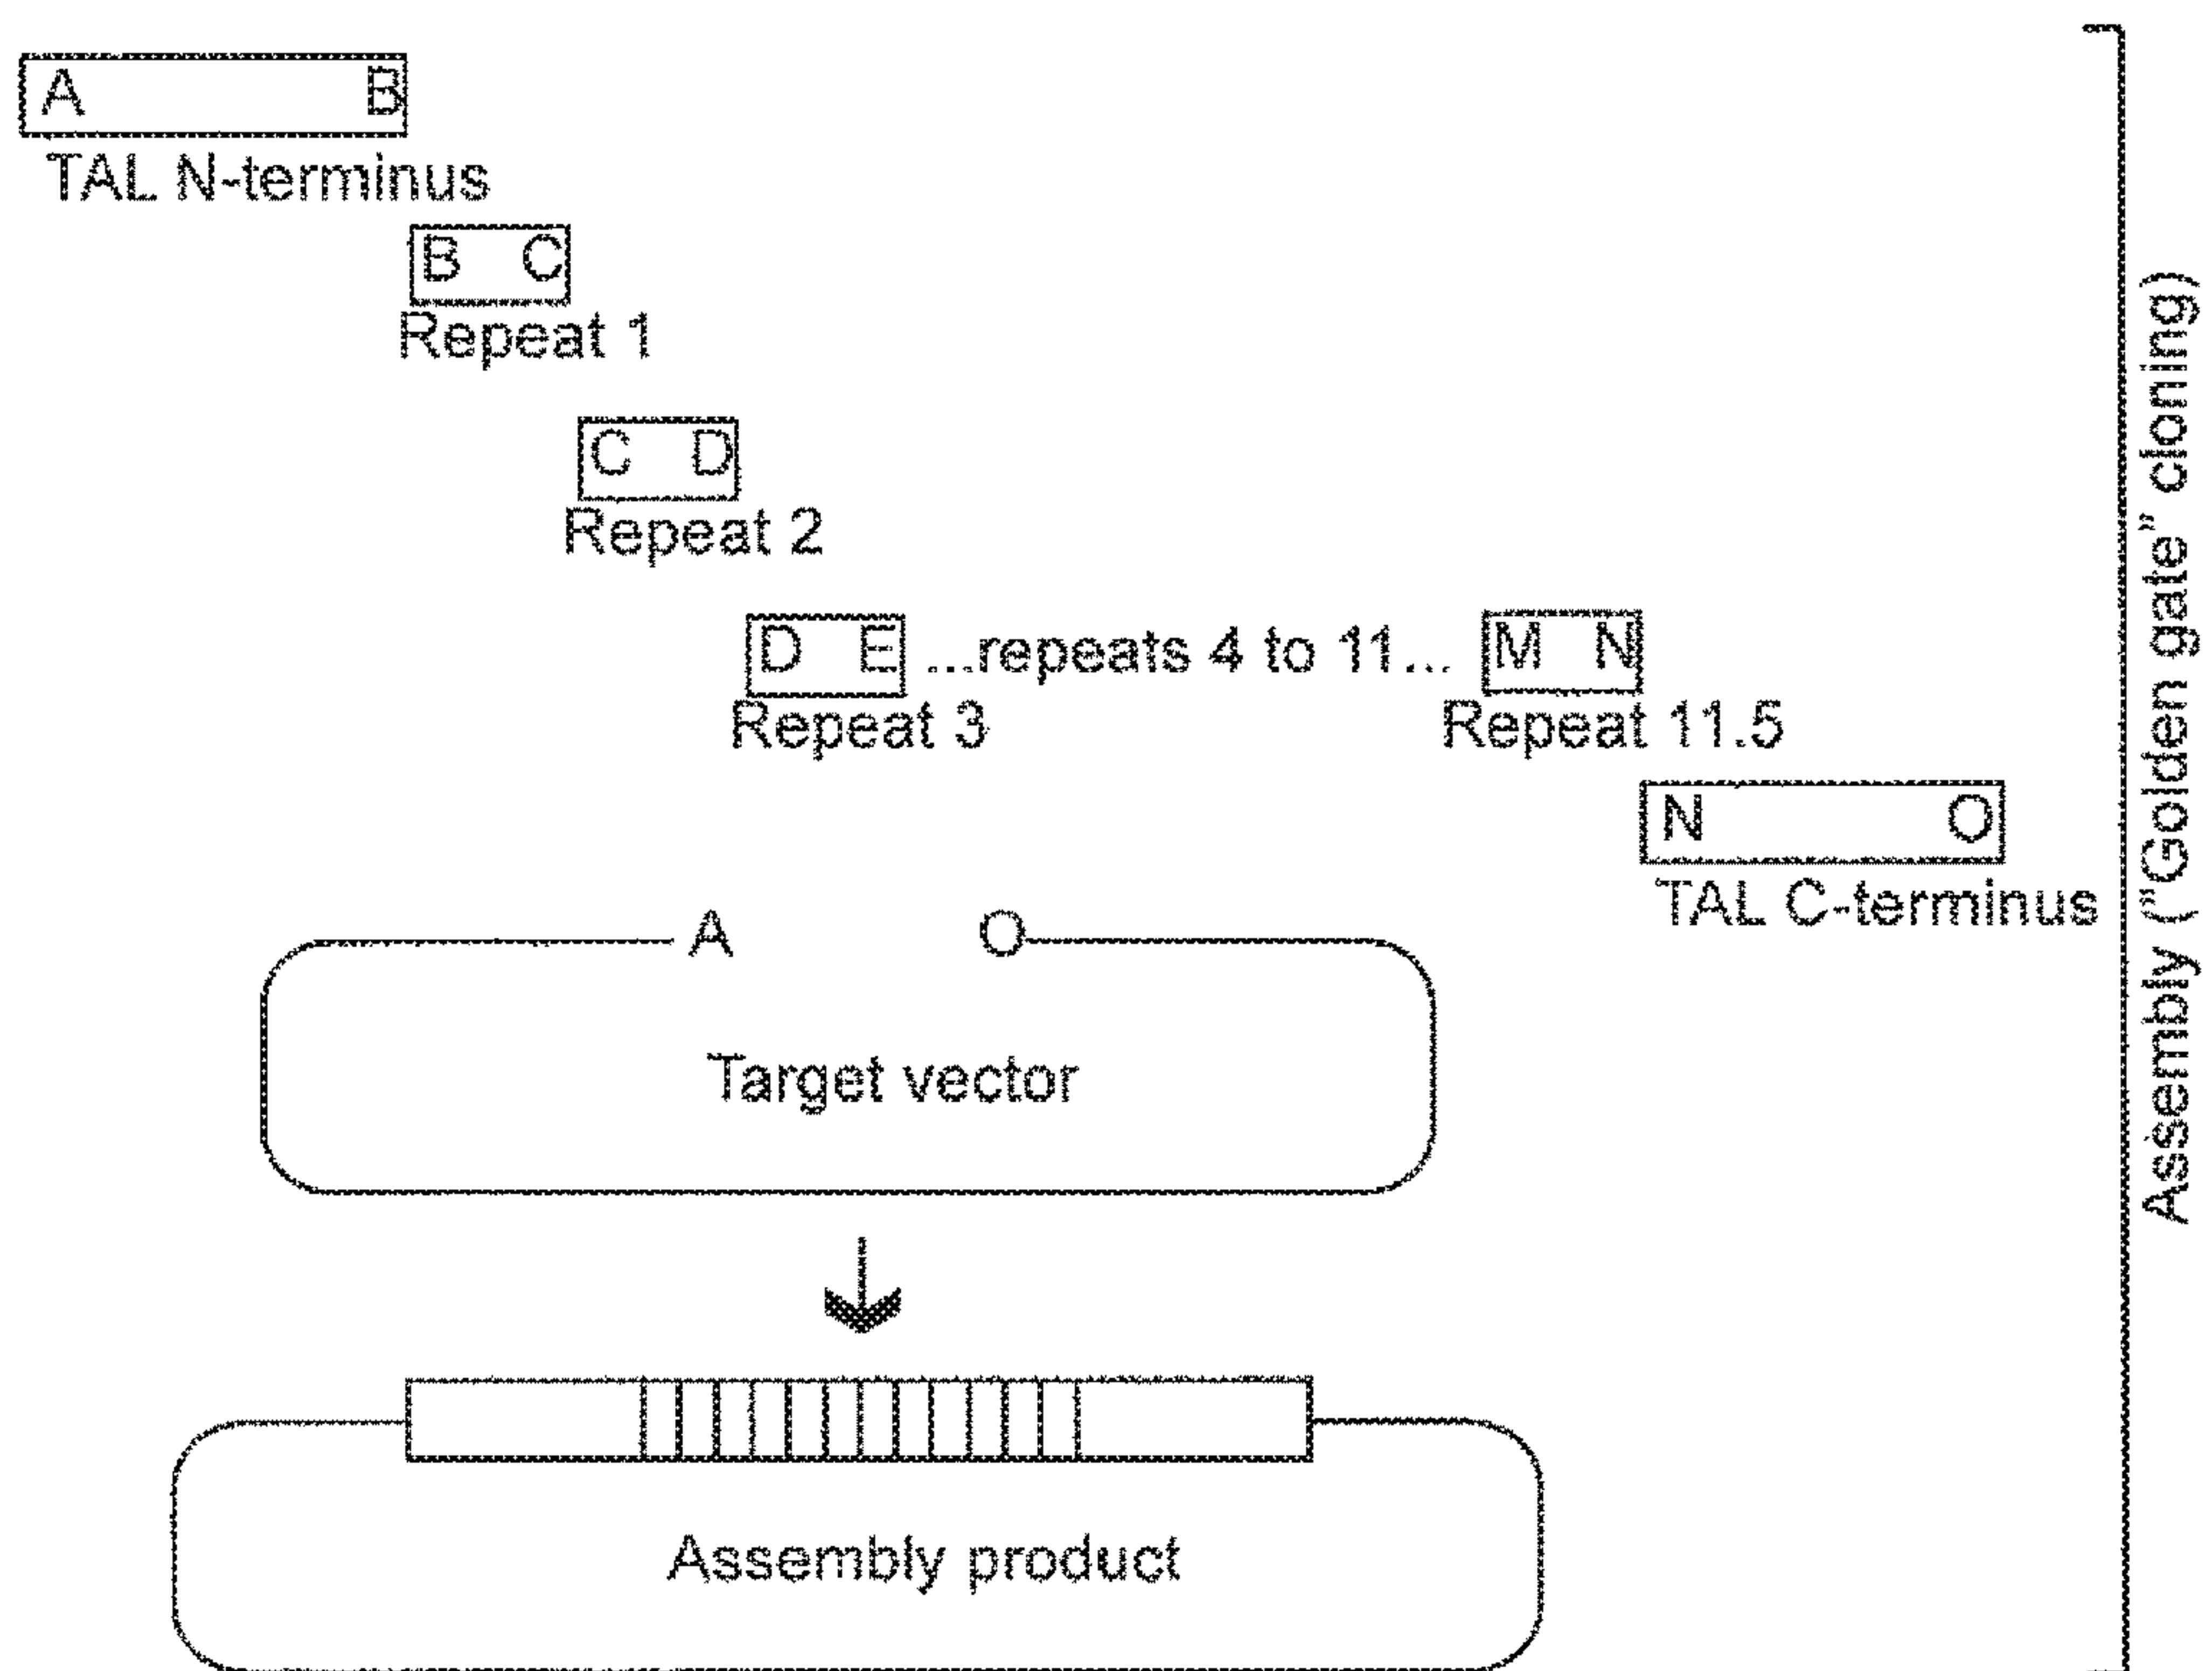 A B
TAL N-terminus
B C
Repeat 1
C D
Repeat 2
D E ...repeats 4 to 11... M N
Repeat 3 Repeat 11.5
N O
TAL C-terminus
A O
Target vector
Assembly product
Assembly ("Golden gate" cloning)